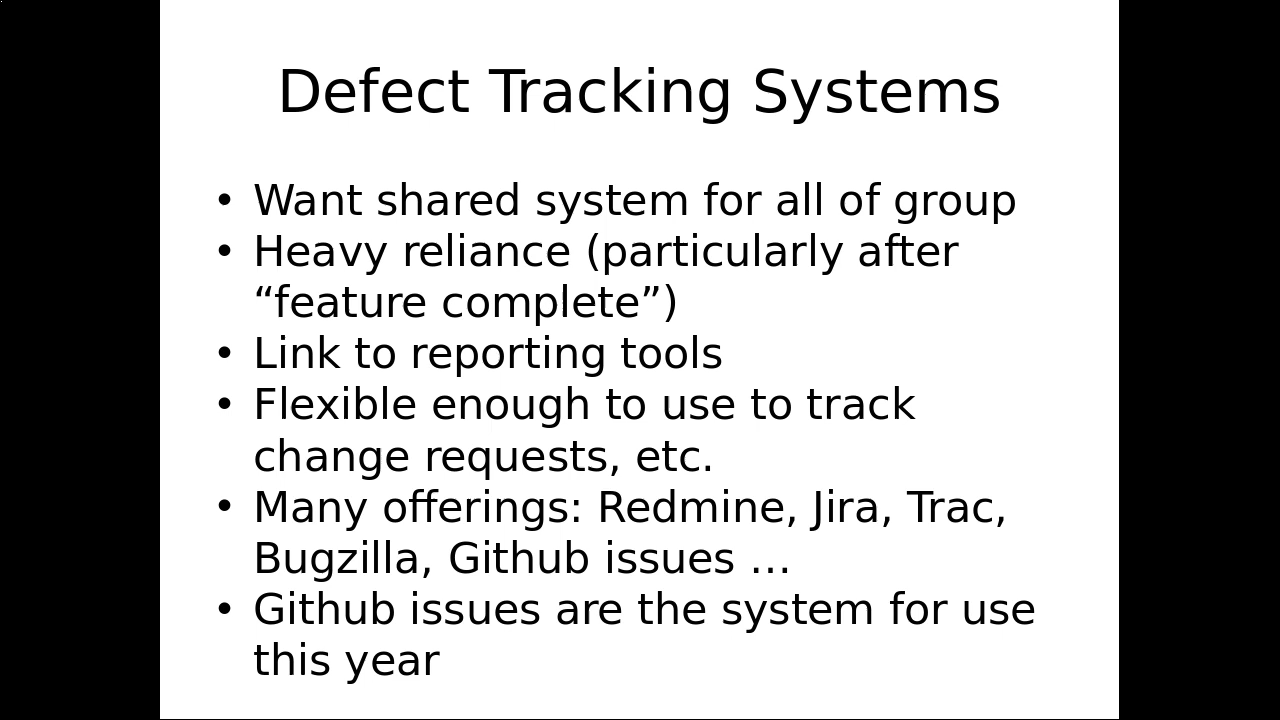 Defect Tracking Systems
• Want shared system for all of group
• Heavy reliance (particularly after
“feature complete”)
• Link to reporting tools
• Flexible enough to use to track
change requests, etc.
• Many offerings: Redmine, Jira, Trac,
Bugzilla, Github issues …
• Github issues are the system for use
this year